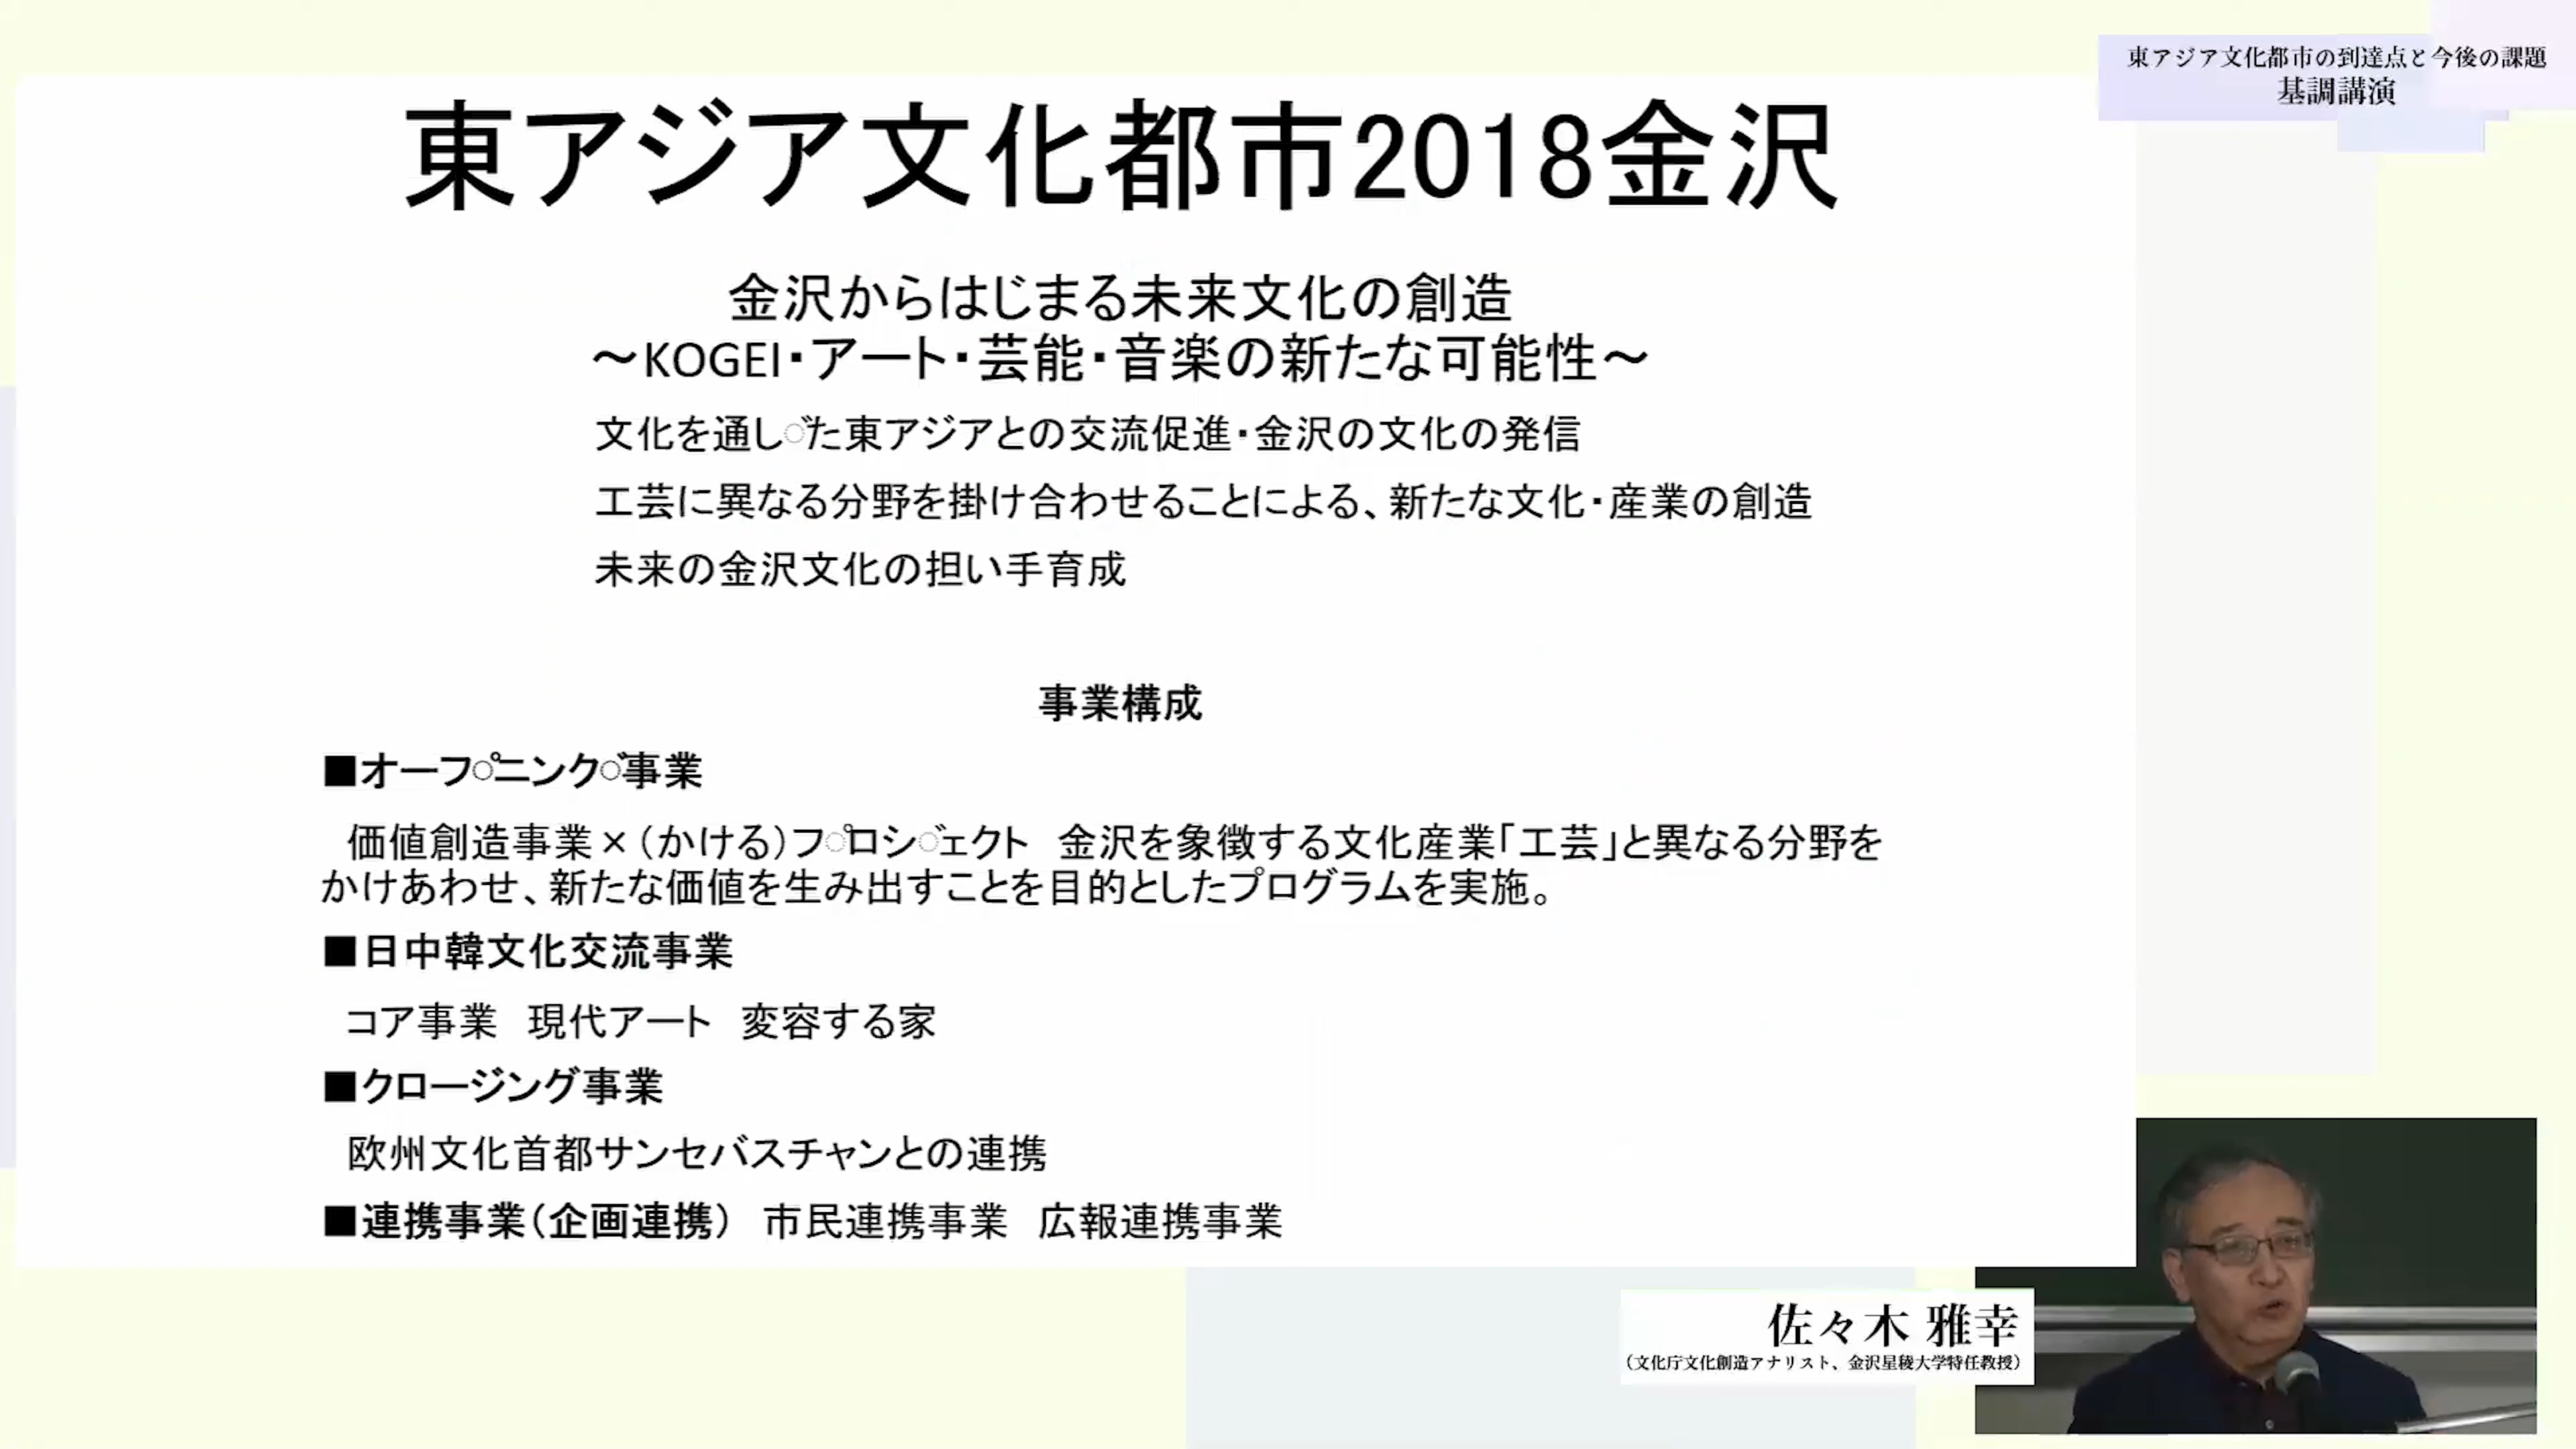 東アジア文化都市の到達点と今後の課題
基調講演
東アジア文化都市2018金沢
金沢からはじまる未来文化の創造
～KOGEI・アート・芸能・音楽の新たな可能性～
文化を通じた東アジアとの交流促進・金沢の文化の発信
工芸に異なる分野を掛け合わせることによる、新たな文化・産業の創造
未来の金沢文化の担い手育成
事業構成
■オープニング事業
価値創造事業×（かける）プロジェクト　金沢を象徴する文化産業「工芸」と異なる分野を
かけあわせ、新たな価値を生み出すことを目的としたプログラムを実施。
■日中韓文化交流事業
コア事業　現代アート　変容する家
■クロージング事業
欧州文化首都サンセバスチャンとの連携
■連携事業（企画連携）　市民連携事業　広報連携事業
佐々木 雅幸
（文化庁文化創造アナリスト、金沢星稜大学特任教授）